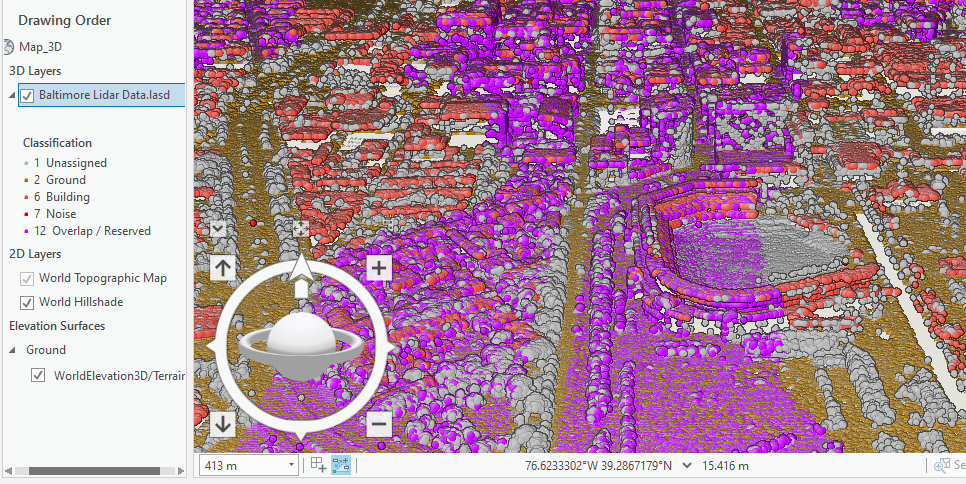 Drawing Order
Map_3D
3D Layers
Baltimore Lidar Data.lasd
Classification
1 Unassigned
2 Ground
6 Building
7 Noise
12 Overlap / Reserved
2D Layers
World Topographic Map
World Hillshade
Elevation Surfaces
Ground
WorldElevation3D/Terrain
413 m
76.6233302°W 39.2867179°N
15.416 m
Se